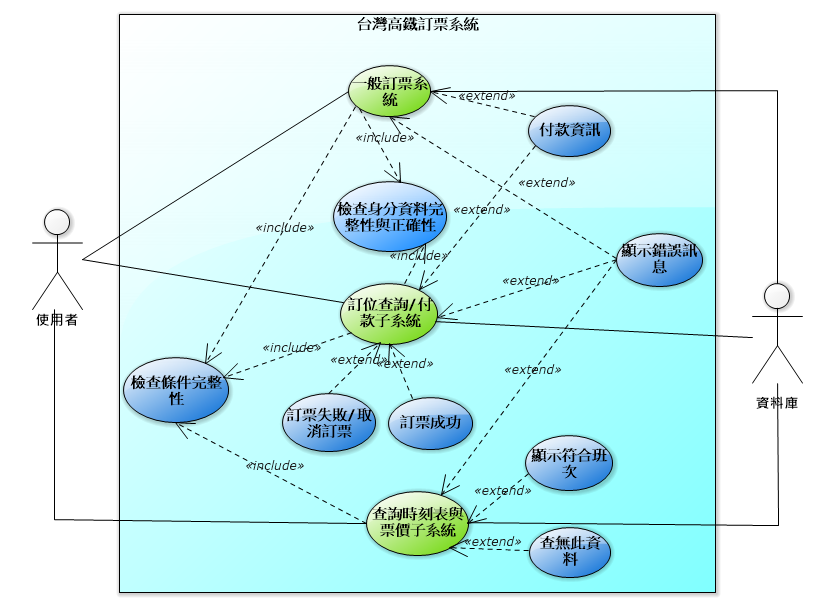 台灣高鐵訂票系統
一般訂票系
統
«extend»
付款資訊
«include»
«extend»
檢查身分資料完
整性與正確性
«extend»
«include»
«include»
顯示錯誤訊
息
«extend»
訂位查詢/付
款子系統
使用者
«include»
«extend»
«extend»
«extend»
檢查條件完整
性
資料庫
訂票失敗/取
消訂票
訂票成功
«include»
顯示符合班
次
«extend»
查詢時刻表與
票價子系統
«extend»
查無此資
料